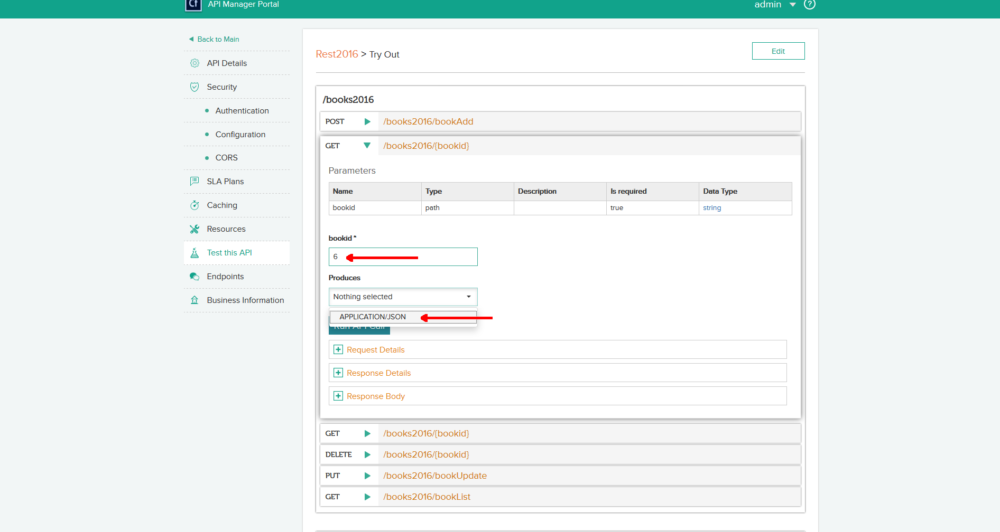 Cf API Manager Portal
admin ?
Back to Main
API Details
Security
Authentication
Configuration
CORS
SLA Plans
Caching
Resources
Test this API
Endpoints
Business Information
Rest2016 > Try Out
Edit
/books2016
POST /books2016/bookAdd
GET /books2016/{bookid}
Parameters
Name Type Description Is required Data Type
bookid path true string
bookid *
6
Produces
Nothing selected
APPLICATION/JSON
Run API Call
Request Details
Response Details
Response Body
GET /books2016/{bookid}
DELETE /books2016/{bookid}
PUT /books2016/bookUpdate
GET /books2016/bookList